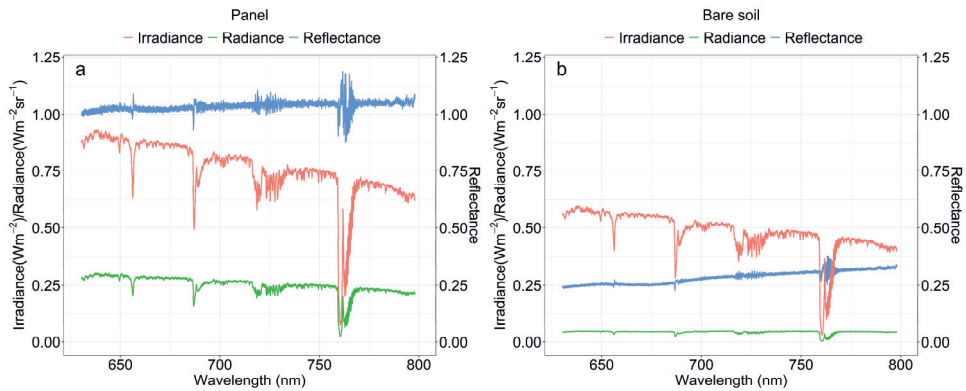 Panel
Irradiance Radiance Reflectance
a
1.25
1.00
0.75
0.50
0.25
0.00
Irradiance(Wm−2)/Radiance(Wm−2sr−1)
1.25
1.00
0.75
0.50
0.25
0.00
Reflectance
650 700 750 800
Wavelength (nm)
Bare soil
Irradiance Radiance Reflectance
b
1.25
1.00
0.75
0.50
0.25
0.00
Irradiance(Wm−2)/Radiance(Wm−2sr−1)
1.25
1.00
0.75
0.50
0.25
0.00
Reflectance
650 700 750 800
Wavelength (nm)